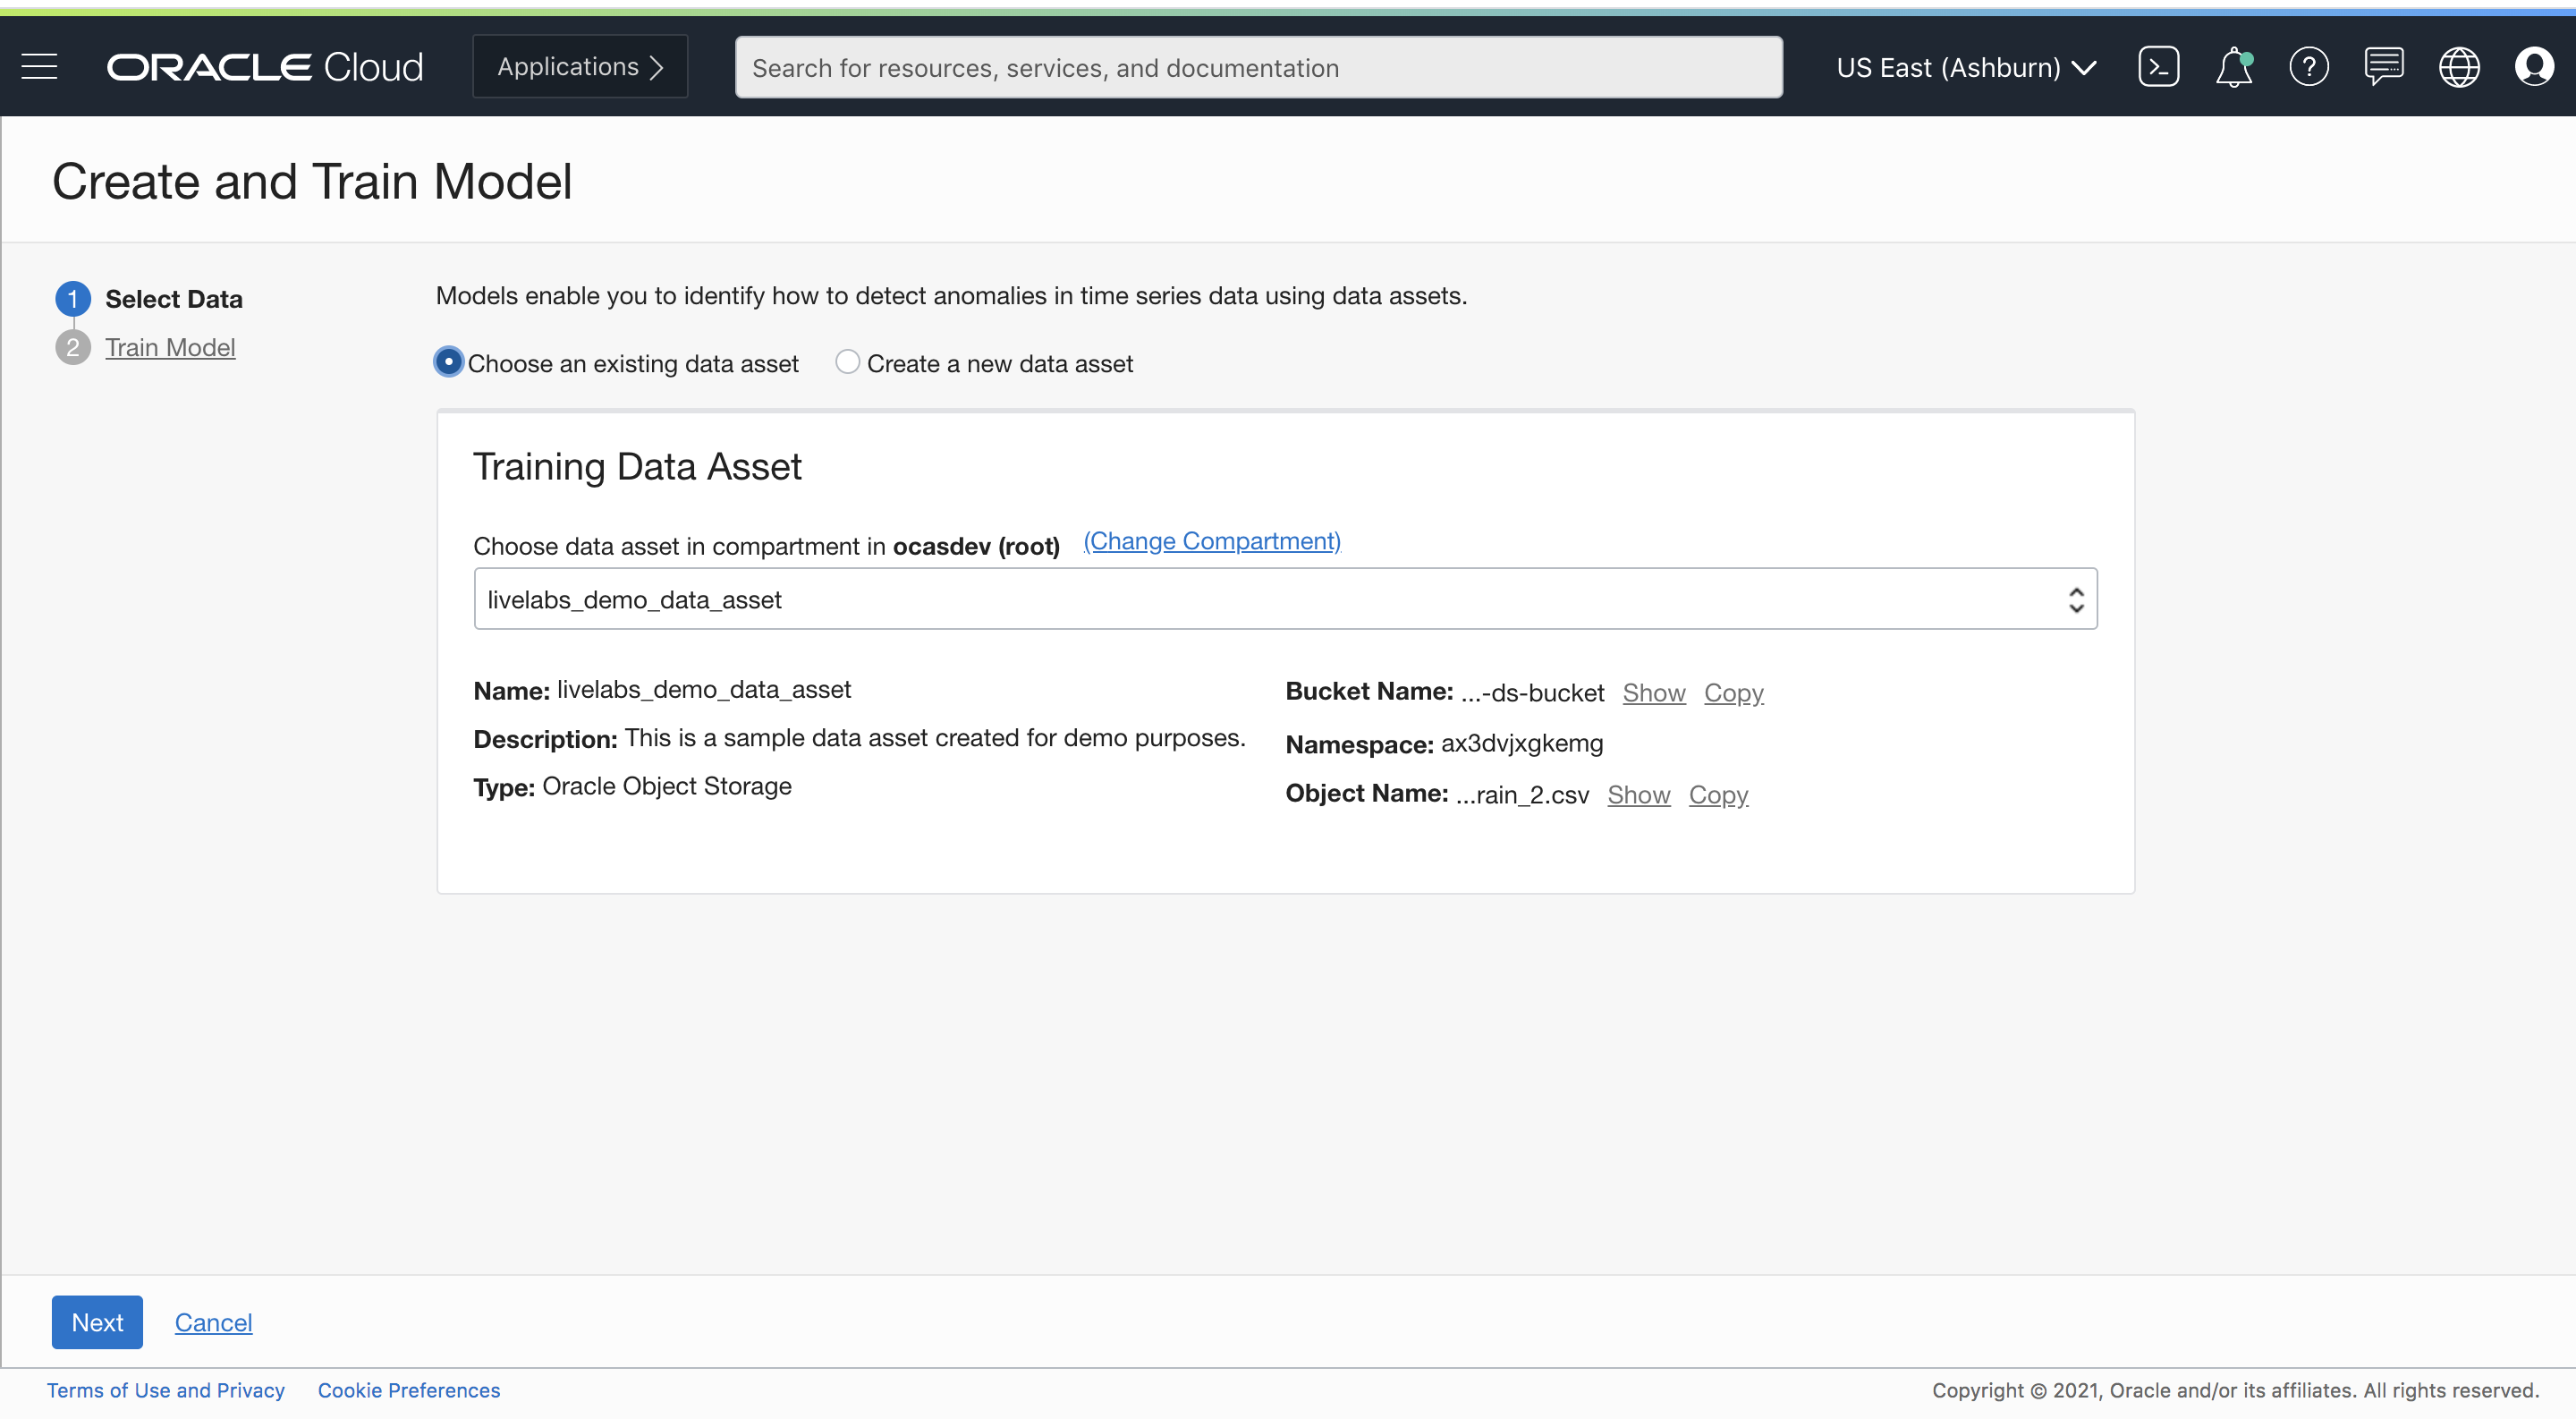 ORACLE Cloud
Applications
Search for resources, services, and documentation
US East (Ashburn)
Create and Train Model
1 Select Data
2 Train Model
Models enable you to identify how to detect anomalies in time series data using data assets.
Choose an existing data asset
Create a new data asset
Training Data Asset
Choose data asset in compartment in ocasdev (root) (Change Compartment)
livelabs_demo_data_asset
Name: livelabs_demo_data_asset
Description: This is a sample data asset created for demo purposes.
Type: Oracle Object Storage
Bucket Name: ...-ds-bucket Show Copy
Namespace: ax3dvjxgkemg
Object Name: ...rain_2.csv Show Copy
Next Cancel
Terms of Use and Privacy Cookie Preferences
Copyright © 2021, Oracle and/or its affiliates. All rights reserved.